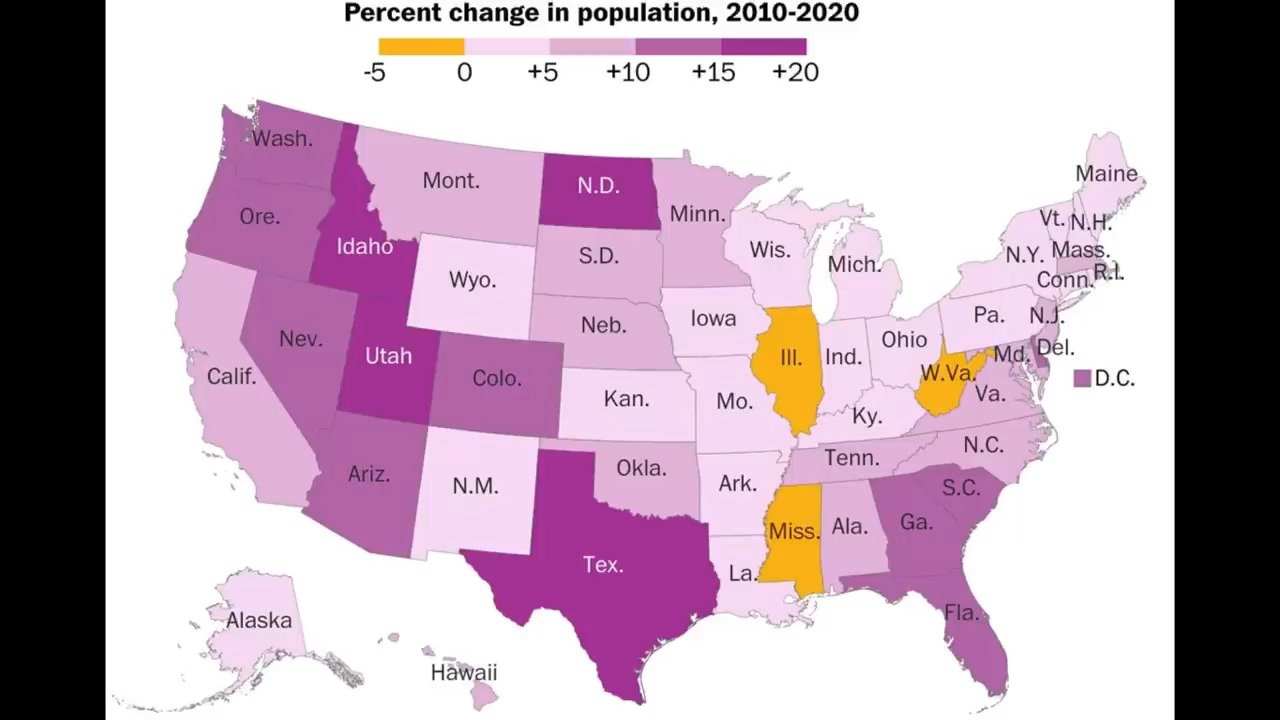 Percent change in population, 2010-2020
-5 0 +5 +10 +15 +20
Wash.
Ore.
Idaho
Mont.
N.D.
Minn.
Wis.
Mich.
Maine
Vt. N.H.
N.Y. Mass.
Conn. R.I.
Wyo.
S.D.
Neb.
Iowa
Ill.
Ind.
Ohio
Pa.
N.J.
Md. Del.
D.C.
W.Va.
Va.
Calif.
Nev.
Utah
Colo.
Kan.
Mo.
Ky.
Ariz.
N.M.
Okla.
Ark.
Tenn.
N.C.
S.C.
Tex.
La.
Miss.
Ala.
Ga.
Fla.
Alaska
Hawaii